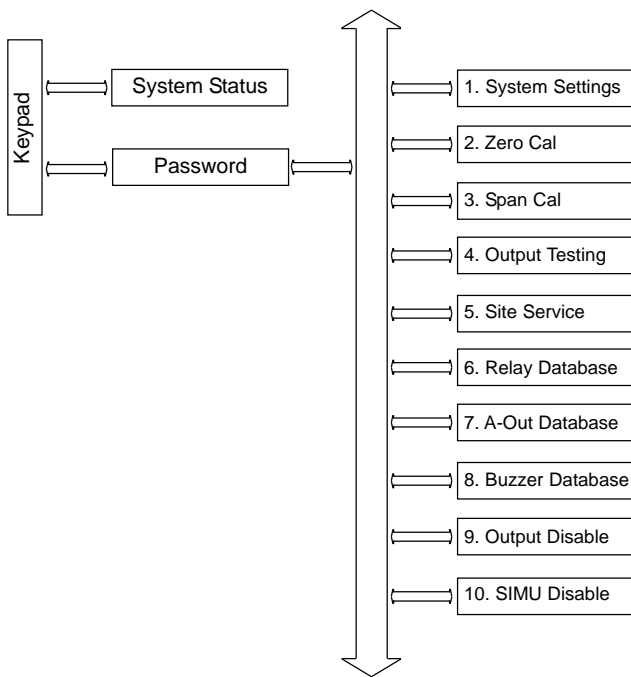 Keypad
System Status
Password
1. System Settings
2. Zero Cal
3. Span Cal
4. Output Testing
5. Site Service
6. Relay Database
7. A-Out Database
8. Buzzer Database
9. Output Disable
10. SIMU Disable